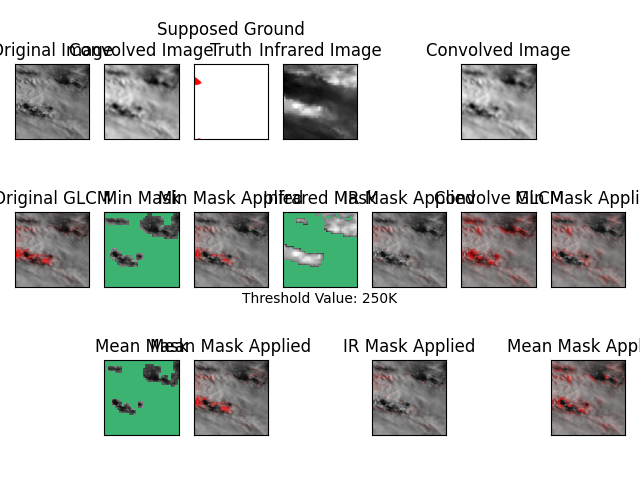 Supposed Ground
Original Image Convolved Image Truth Infrared Image Convolved Image
Original GLCM Min Mask Min Mask Applied Infrared Mask IR Mask Applied Convolve GLCM Min Mask Appli
Threshold Value: 250K
Mean Mask Mean Mask Applied IR Mask Applied Mean Mask Appl